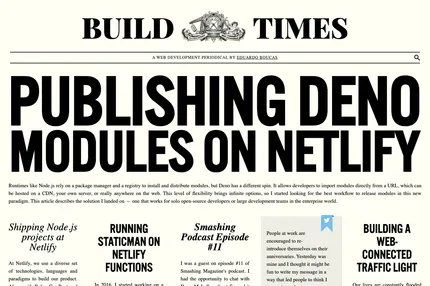 BUILD TIMES
A WEB DEVELOPMENT PERIODICAL BY EDUARDO BOUCAS
PUBLISHING DENO
MODULES ON NETLIFY
Runtimes like Node.js rely on a package manager and a registry to install and distribute modules, but Deno has a different spin. It allows developers to import modules directly from a URL, which can
be hosted on a CDN, your own server, or really anywhere on the web. This level of flexibility brings infinite options, so I started looking for the best workflow to release modules in this new
paradigm. This article describes the solution I landed on — one that works for solo open-source developers or large development teams in the enterprise world.
Shipping Node.js
projects at
Netlify
At Netlify, we use a diverse set
of technologies, languages and
paradigms to build our product.
RUNNING
STATICMAN ON
NETLIFY
FUNCTIONS
In 2016, I started working on a
Smashing
Podcast Episode
#11
I was a guest on episode #11 of
Smashing Magazine's podcast. I
had the opportunity to chat with
People at work are
encouraged to re-
introduce themselves on their
anniversaries. Yesterday was
mine and I thought it might be
fun to write my message in a
way that led people to think I
BUILDING A
WEB-
CONNECTED
TRAFFIC LIGHT
Our lives are constantly flooded